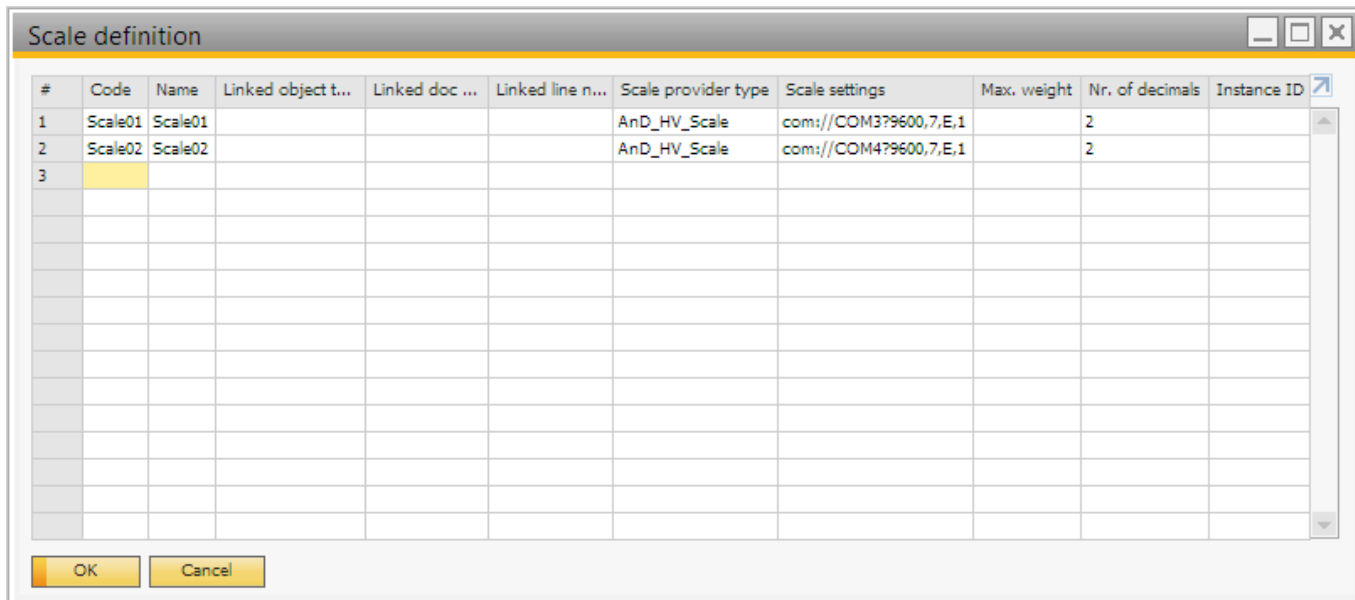 Scale definition
# Code Name Linked object t... Linked doc ... Linked line n... Scale provider type Scale settings Max. weight Nr. of decimals Instance ID
1 Scale01 Scale01 AnD_HV_Scale com://COM3?9600,7,E,1 2
2 Scale02 Scale02 AnD_HV_Scale com://COM4?9600,7,E,1 2
3
OK Cancel